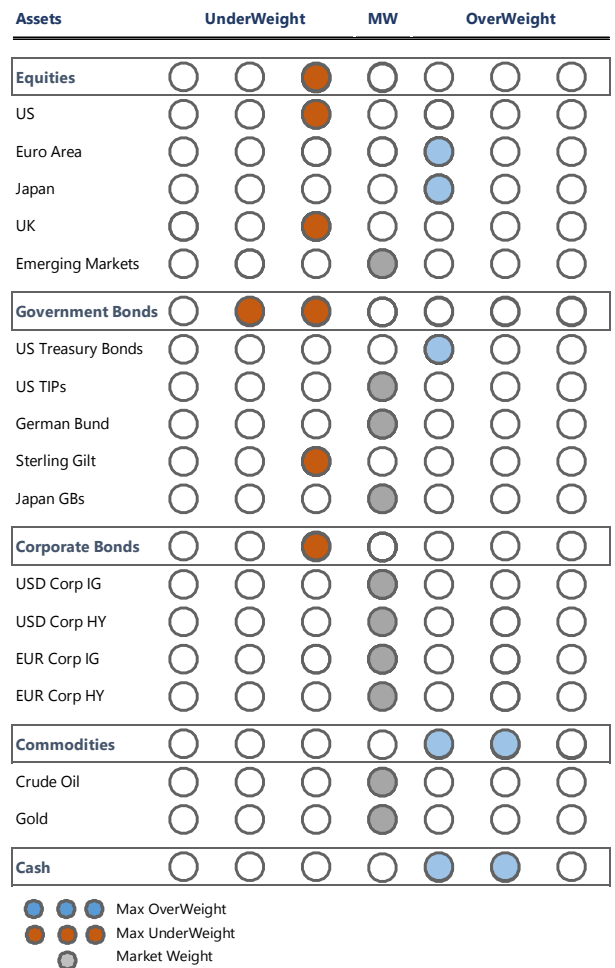 Assets UnderWeight MW OverWeight
Equities
US
Euro Area
Japan
UK
Emerging Markets
Government Bonds
US Treasury Bonds
US TIPs
German Bund
Sterling Gilt
Japan GBs
Corporate Bonds
USD Corp IG
USD Corp HY
EUR Corp IG
EUR Corp HY
Commodities
Crude Oil
Gold
Cash
Max OverWeight
Max UnderWeight
Market Weight